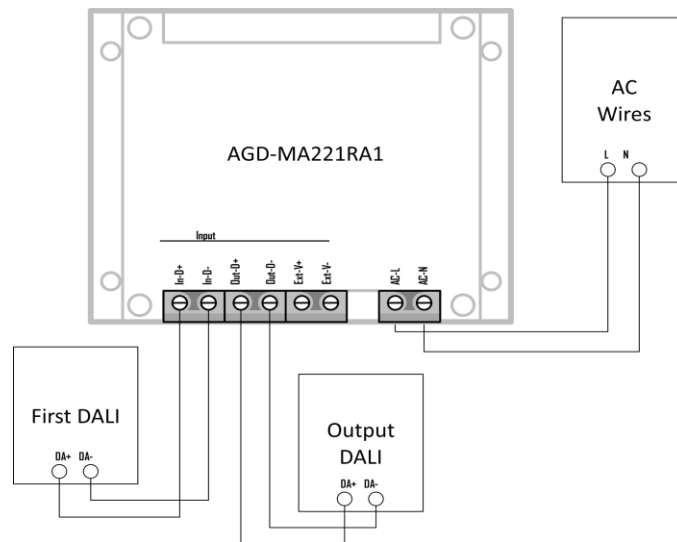 AGD-MA221RA1
AC
Wires
L N
Input
In-D+ In-D- Out-D+ Out-D- Ext-V+ Ext-V- AC-L AC-N
First DALI
DA+ DA-
Output
DALI
DA+ DA-